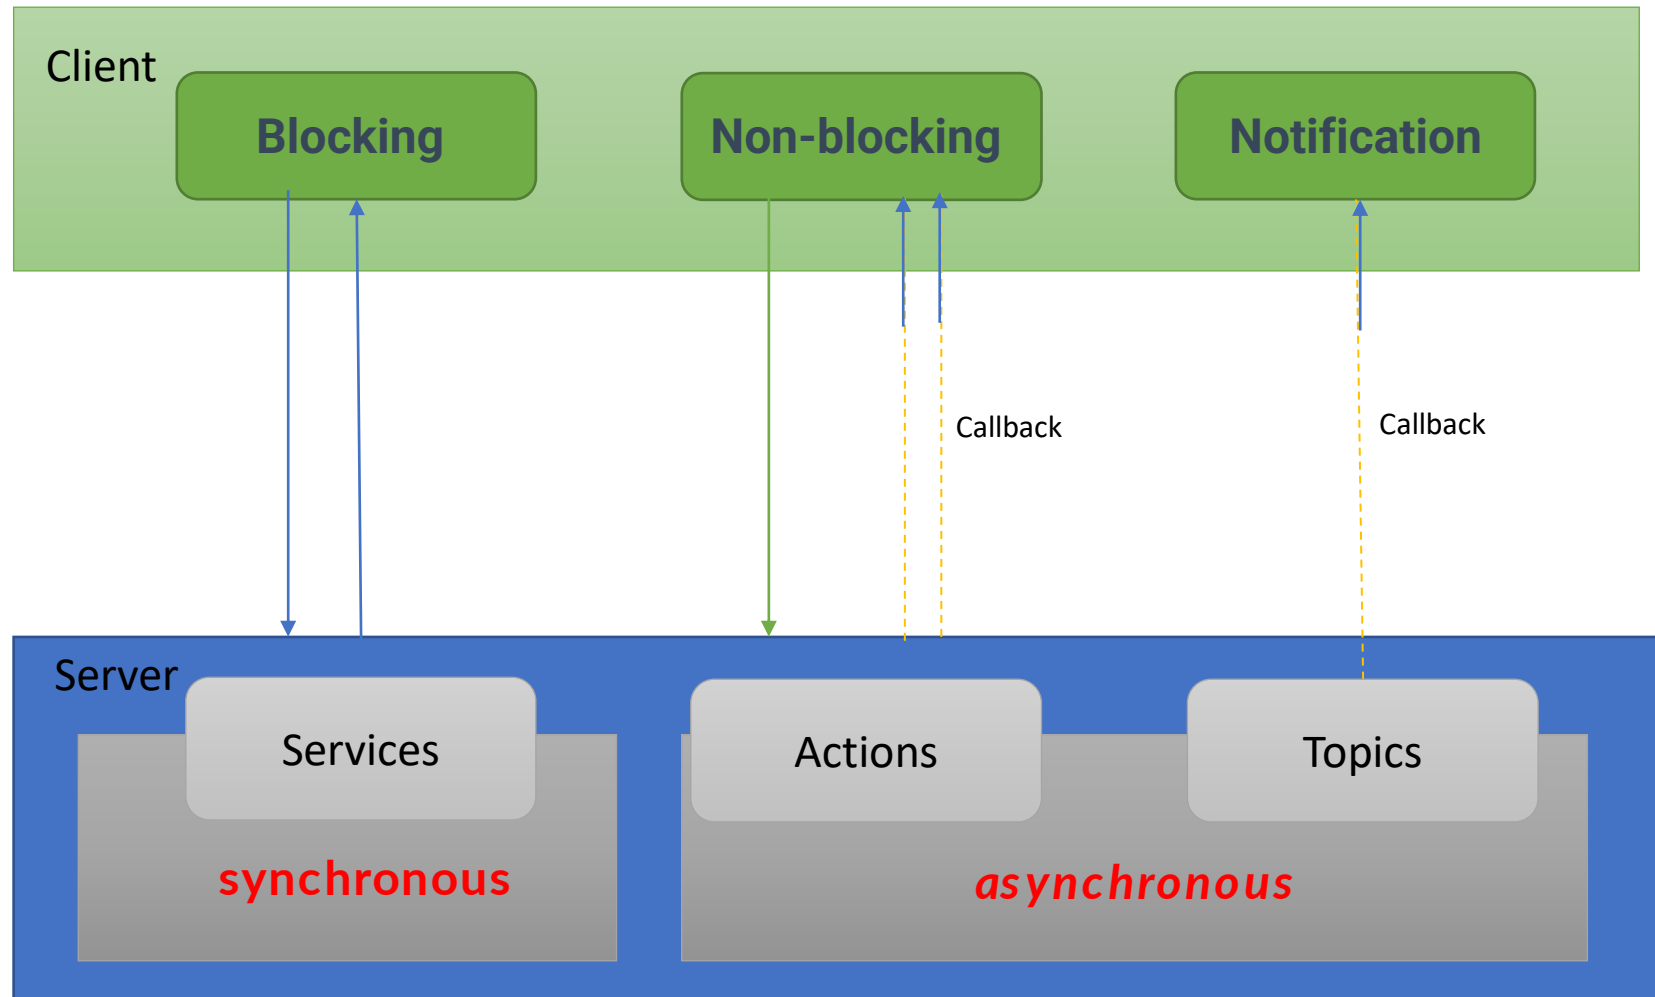 Client
Blocking
Non-blocking
Notification
Callback
Callback
Server
Services
Actions
Topics
synchronous
asynchronous